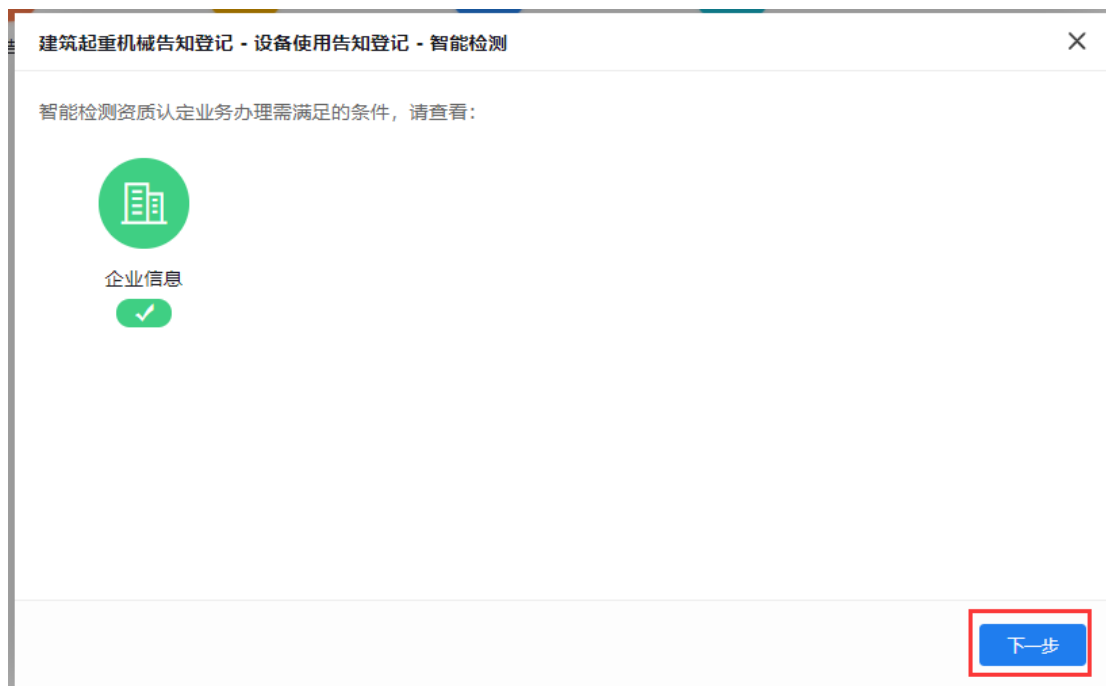 建筑起重机械告知登记 - 设备使用告知登记 - 智能检测
智能检测资质认定业务办理需满足的条件，请查看：
企业信息
下一步